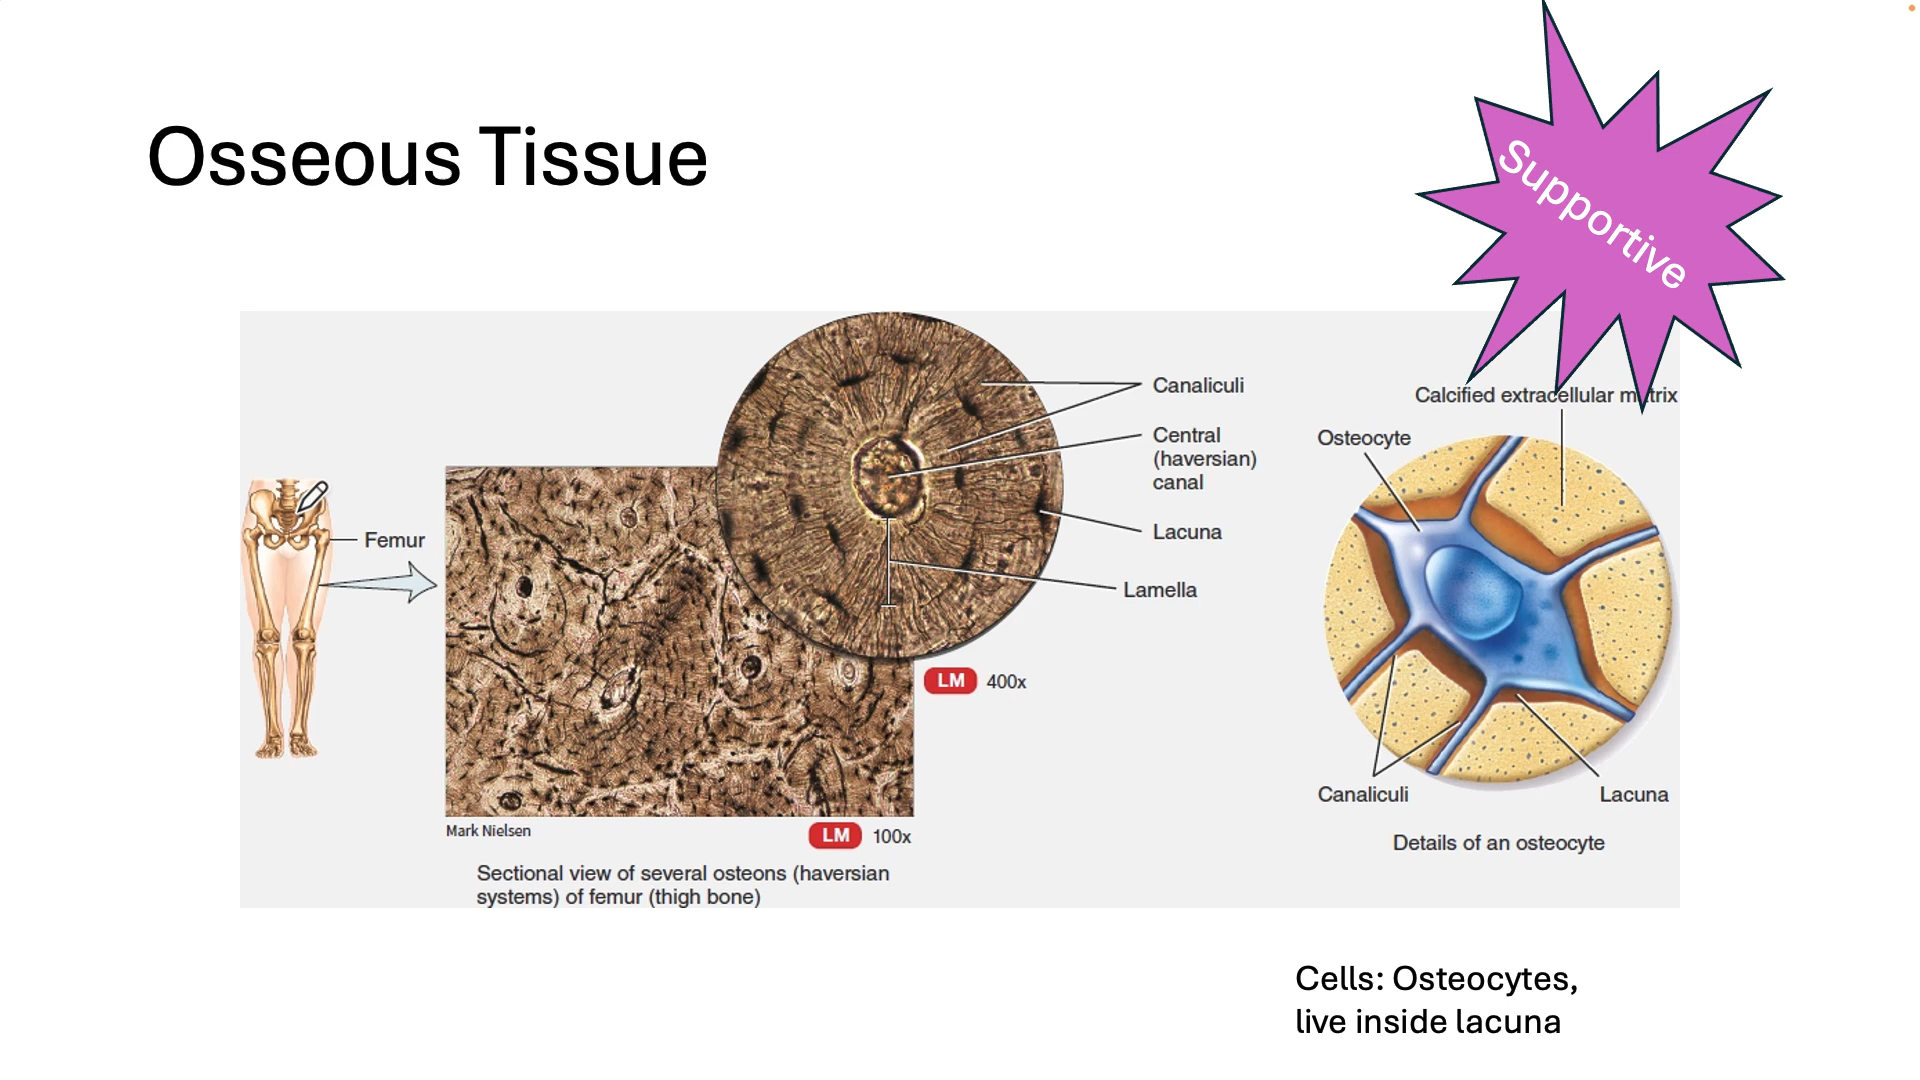 Osseous Tissue
Supportive
Canaliculi
Central
(haversian)
canal
Lacuna
Lamella
Femur
LM 400x
Mark Nielsen
LM 100x
Sectional view of several osteons (haversian
systems) of femur (thigh bone)
Calcified extracellular matrix
Osteocyte
Canaliculi
Lacuna
Details of an osteocyte
Cells: Osteocytes,
live inside lacuna